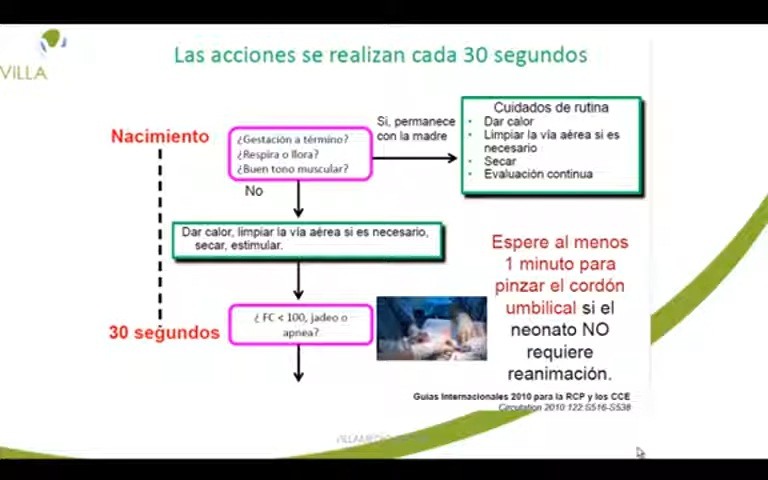 VILLA
Las acciones se realizan cada 30 segundos
Nacimiento
¿Gestación a término?
¿Respira o llora?
¿Buen tono muscular?
Si, permanece
con la madre
Cuidados de rutina
• Dar calor
• Limpiar la vía aérea si es
necesario
• Secar
• Evaluación continua
No
Dar calor, limpiar la vía aérea si es necesario,
secar, estimular.
30 segundos
¿ FC < 100, jadeo o
apnea?
Espere al menos
1 minuto para
pinzar el cordón
umbilical si el
neonato NO
requiere
reanimación.
Guías Internacionales 2010 para la RCP y los CCE
Circulation 2010;122:S516-S538